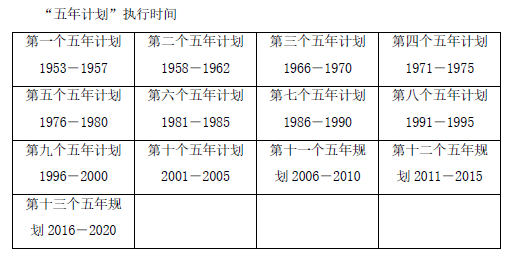 “五年计划”执行时间
第一个五年计划
1953－1957
第二个五年计划
1958－1962
第三个五年计划
1966－1970
第四个五年计划
1971－1975
第五个五年计划
1976－1980
第六个五年计划
1981－1985
第七个五年计划
1986－1990
第八个五年计划
1991－1995
第九个五年计划
1996－2000
第十个五年计划
2001－2005
第十一个五年规
划 2006－2010
第十二个五年规
划 2011－2015
第十三个五年规
划 2016－2020